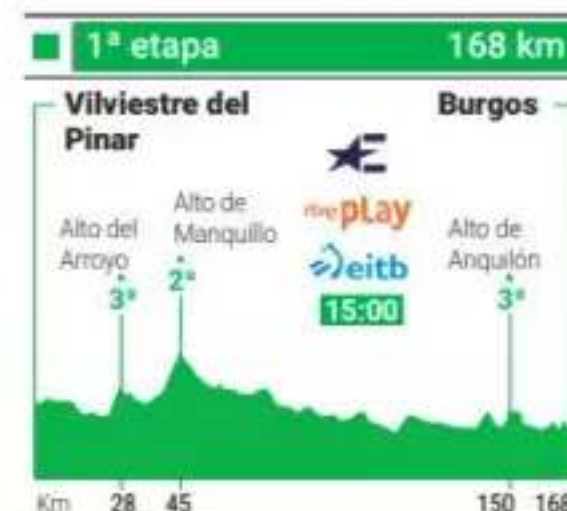 1ª etapa 168 km
Vilviestre del
Pinar
Burgos
Alto del
Arroyo
3ª
Alto de
Manquillo
2ª
rtve play
eitb
15:00
Alto de
Anquilón
3ª
Km 28 45 150 168